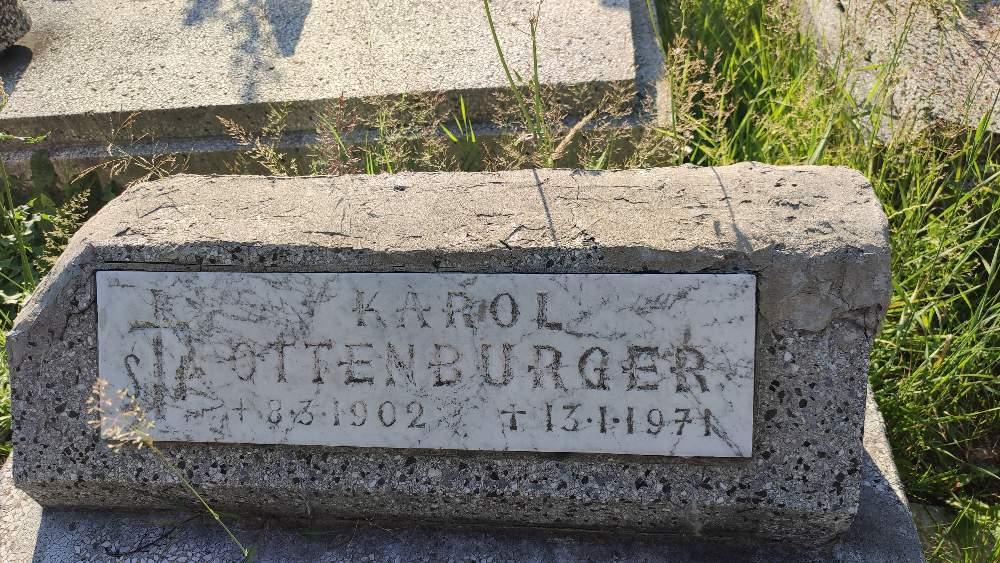 KAROL
OTTENBURGER
+ 8·3·1902 † 13·1·1971